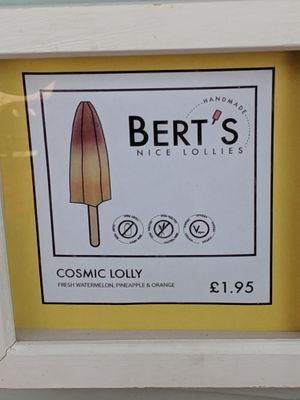 HANDMADE
BERT'S
NICE LOLLIES
COSMIC LOLLY
FRESH WATERMELON, PINEAPPLE & ORANGE
£1.95